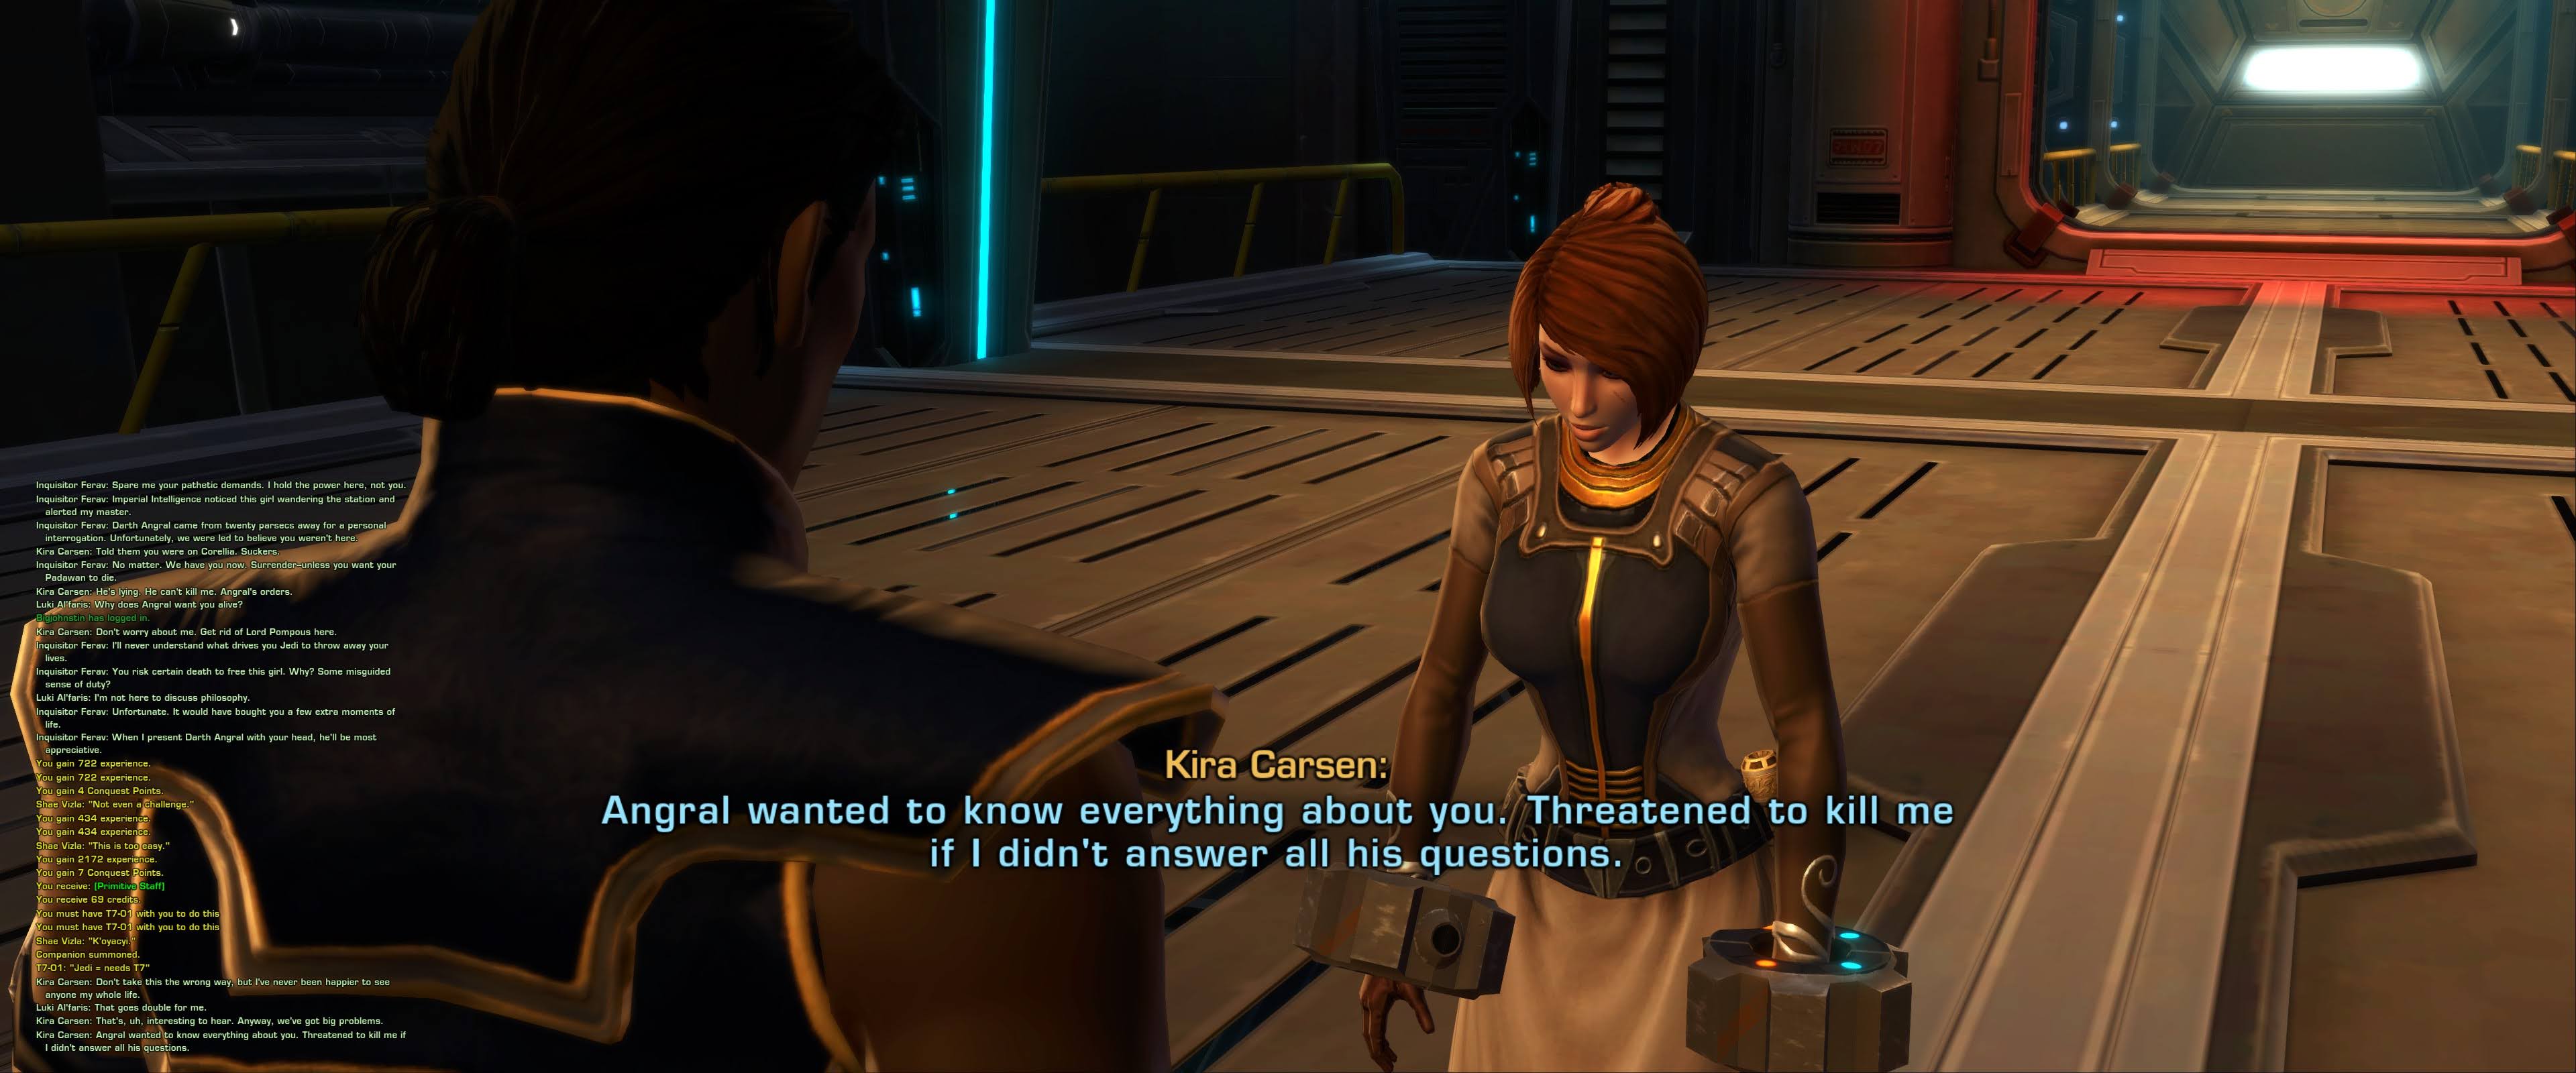 Inquisitor Ferav: Spare me your pathetic demands. I hold the power here, not you.
Inquisitor Ferav: Imperial Intelligence noticed this girl wandering the station and
alerted my master.
Inquisitor Ferav: Darth Angral came from twenty parsecs away for a personal
interrogation. Unfortunately, we were led to believe you weren't here.
Kira Carsen: Told them you were on Corellia. Suckers.
Inquisitor Ferav: No matter. We have you now. Surrender—unless you want your
Padawan to die.
Kira Carsen: He's lying. He can't kill me. Angral's orders.
Luki Al'faris: Why does Angral want you alive?
Bigjohnstin has logged in.
Kira Carsen: Don't worry about me. Get rid of Lord Pompous here.
Inquisitor Ferav: I'll never understand what drives you Jedi to throw away your
lives.
Inquisitor Ferav: You risk certain death to free this girl. Why? Some misguided
sense of duty?
Luki Al'faris: I'm not here to discuss philosophy.
Inquisitor Ferav: Unfortunate. It would have bought you a few extra moments of
life.
Inquisitor Ferav: When I present Darth Angral with your head, he'll be most
appreciative.
You gain 722 experience.
You gain 722 experience.
You gain 4 Conquest Points.
Shae Vizla: "Not even a challenge."
You gain 434 experience.
You gain 434 experience.
Shae Vizla: "This is too easy."
You gain 2172 experience.
You gain 7 Conquest Points.
You receive: [Primitive Staff]
You receive 69 credits.
You must have T7-01 with you to do this
You must have T7-01 with you to do this
Shae Vizla: "K'oyacyi."
Companion summoned.
T7-01: "Jedi = needs T7"
Kira Carsen: Don't take this the wrong way, but I've never been happier to see
anyone my whole life.
Luki Al'faris: That goes double for me.
Kira Carsen: That's, uh, interesting to hear. Anyway, we've got big problems.
Kira Carsen: Angral wanted to know everything about you. Threatened to kill me if
I didn't answer all his questions.
Kira Carsen:
Angral wanted to know everything about you. Threatened to kill me
if I didn't answer all his questions.